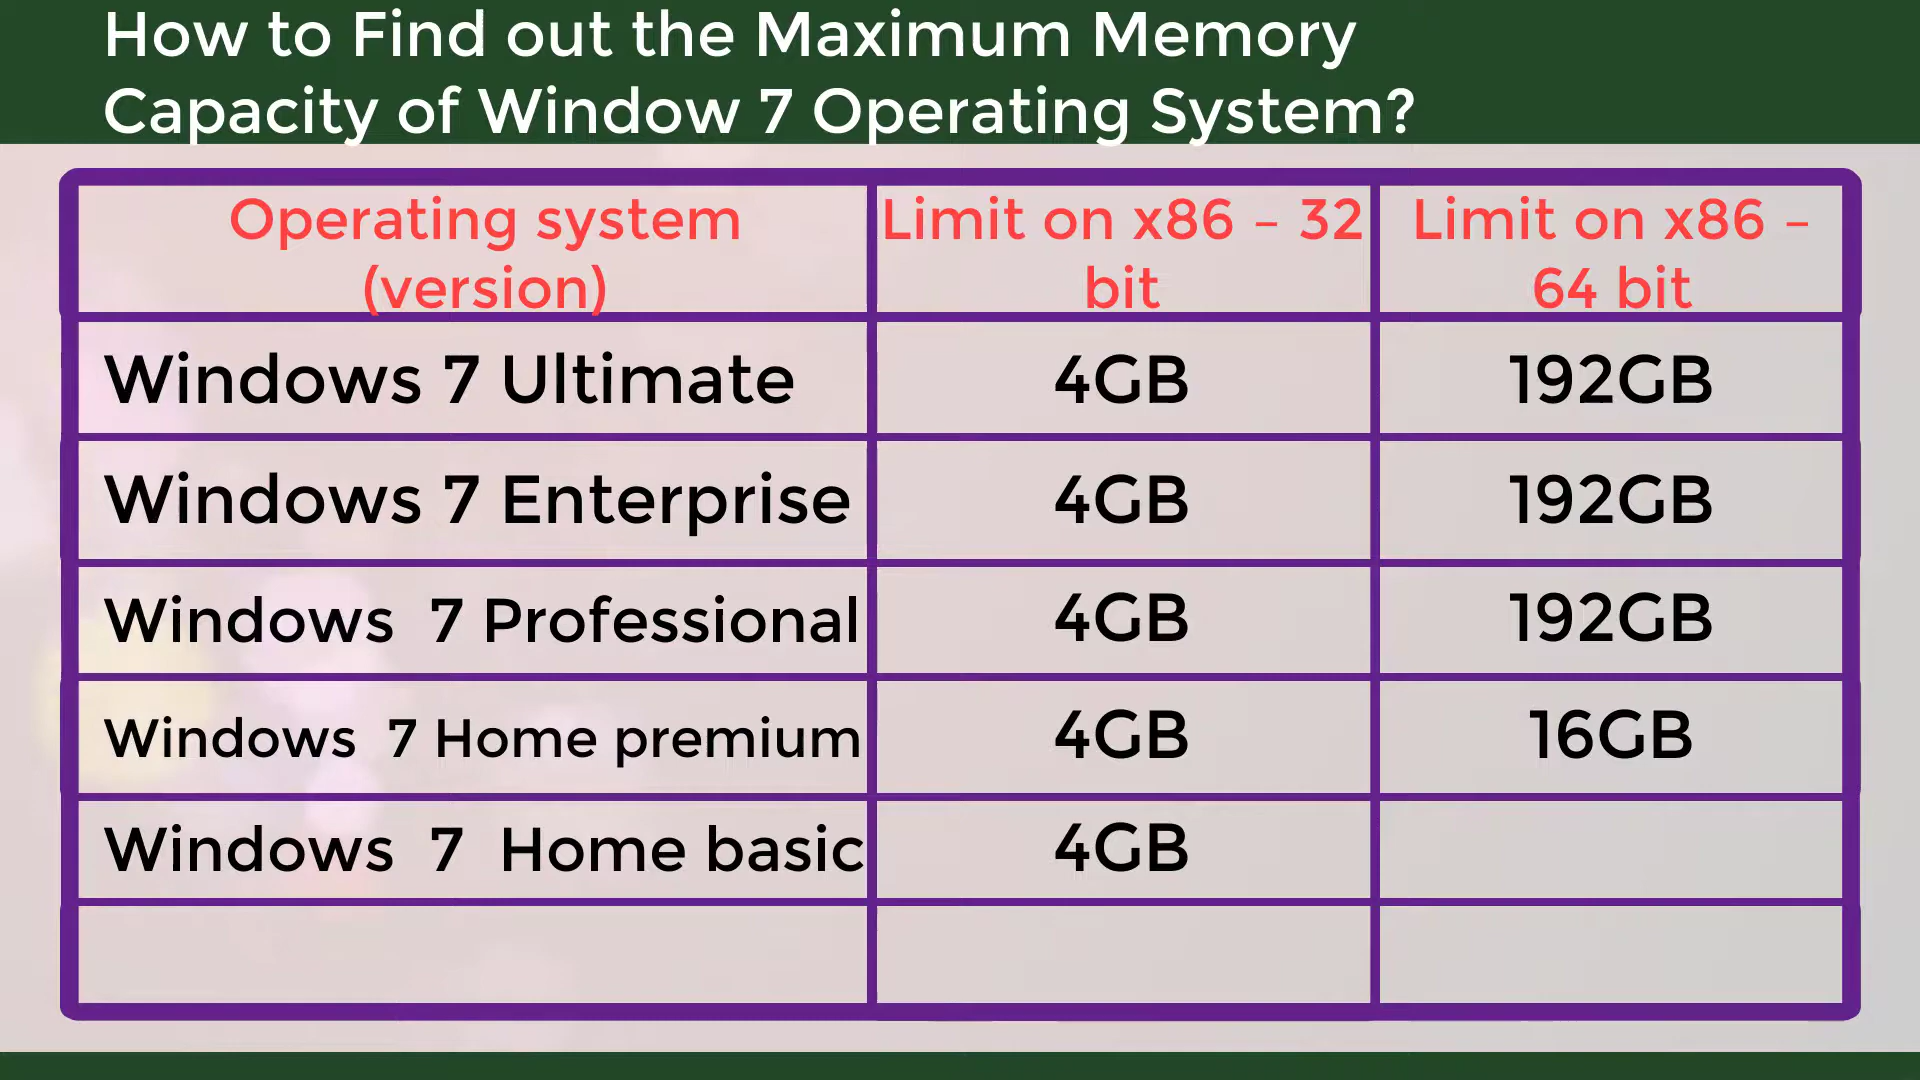 How to Find out the Maximum Memory
Capacity of Window 7 Operating System?
Operating system
(version)
Limit on x86 – 32
bit
Limit on x86 –
64 bit
Windows 7 Ultimate
4GB
192GB
Windows 7 Enterprise
4GB
192GB
Windows 7 Professional
4GB
192GB
Windows 7 Home premium
4GB
16GB
Windows 7 Home basic
4GB